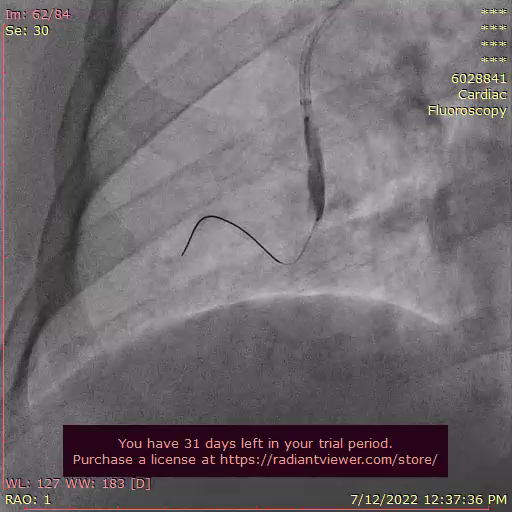 Im: 62/84
Se: 30
***
***
***
***
6028841
Cardiac
Fluoroscopy
You have 31 days left in your trial period.
Purchase a license at https://radiantviewer.com/store/
WL: 127 WW: 183 [D]
RAO: 1
7/12/2022 12:37:36 PM